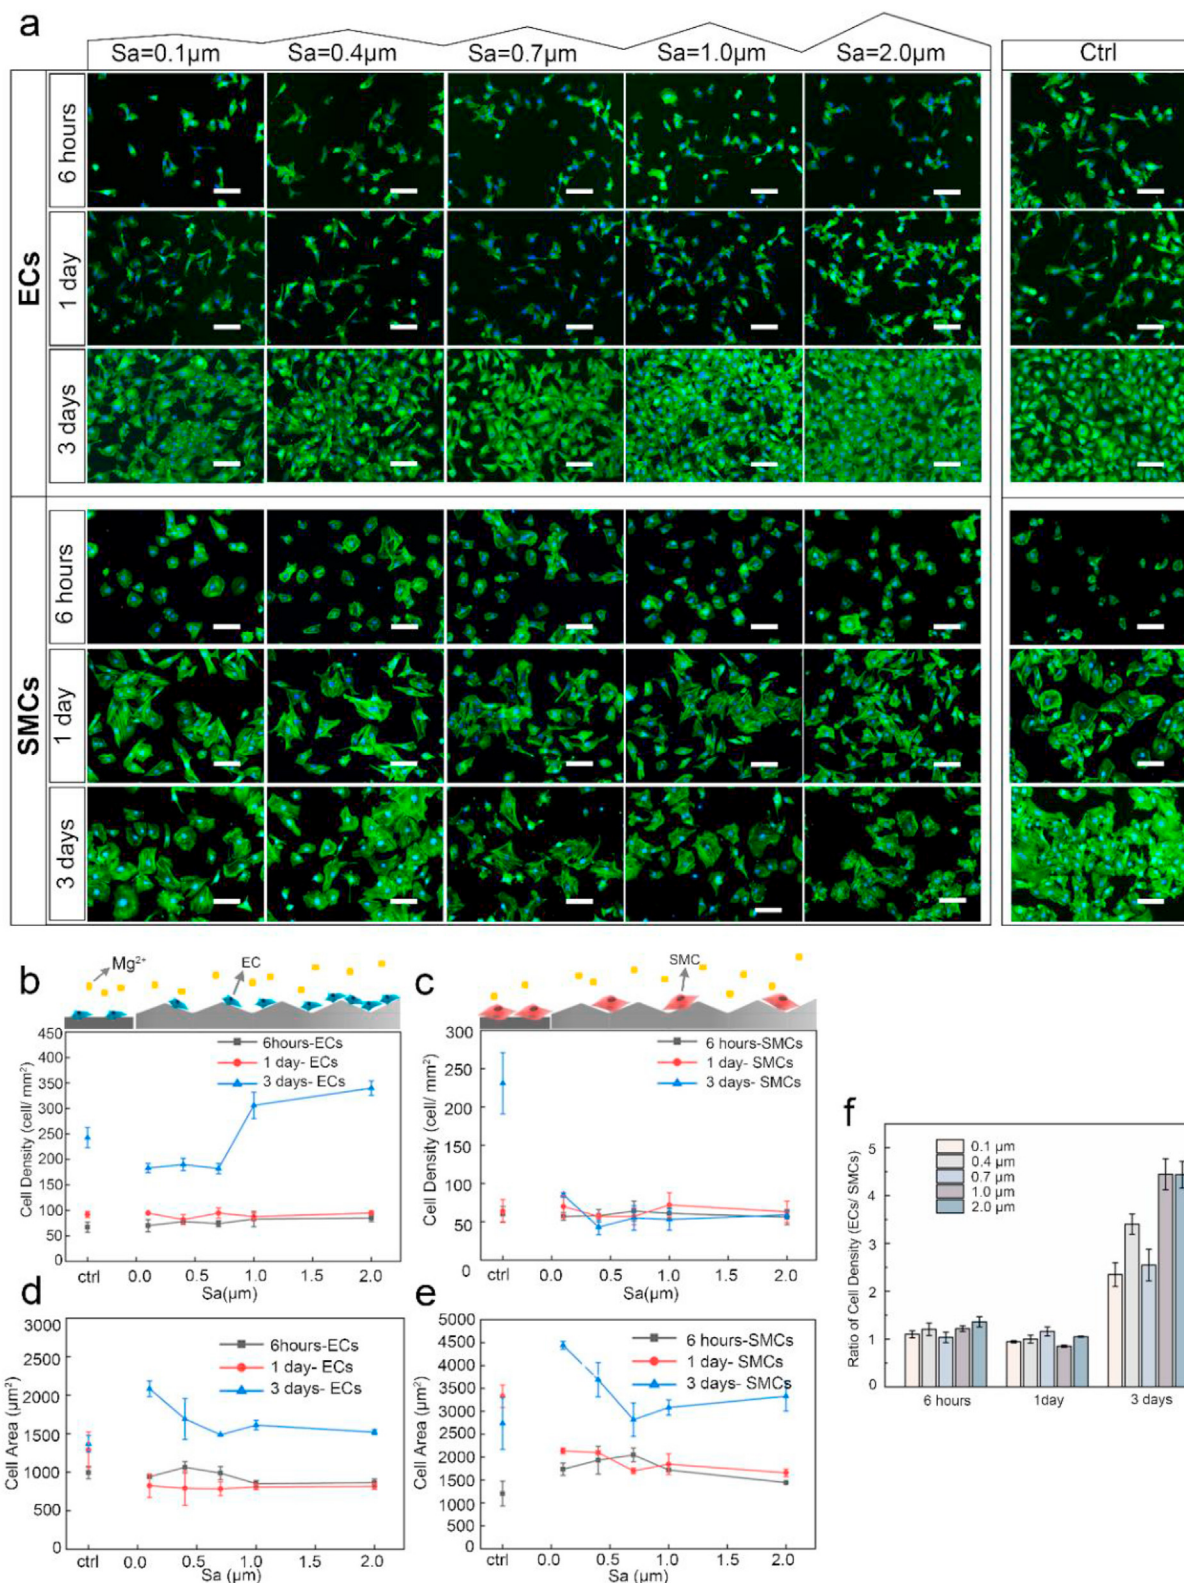 a
Sa=0.1μm Sa=0.4μm Sa=0.7μm Sa=1.0μm Sa=2.0μm Ctrl
ECs
6 hours
1 day
3 days
SMCs
6 hours
1 day
3 days
b
Mg2+
EC
6hours-ECs
1 day- ECs
3 days- ECs
Cell Density (cell/ mm2)
450
400
350
300
250
200
150
100
50
0
ctrl 0.0 0.5 1.0 1.5 2.0
Sa(μm)
c
SMC
6 hours-SMCs
1 day- SMCs
3 days- SMCs
Cell Density (cell/ mm2)
300
250
200
150
100
50
0
ctrl 0.0 0.5 1.0 1.5 2.0
Sa(μm)
d
6hours-ECs
1 day- ECs
3 days- ECs
Cell Area (μm2)
3000
2500
2000
1500
1000
500
0
ctrl 0.0 0.5 1.0 1.5 2.0
Sa (μm)
e
6 hours-SMCs
1 day- SMCs
3 days- SMCs
Cell Area (μm2)
5000
4500
4000
3500
3000
2500
2000
1500
1000
500
0
ctrl 0.0 0.5 1.0 1.5 2.0
Sa (μm)
f
0.1 μm
0.4 μm
0.7 μm
1.0 μm
2.0 μm
Ratio of Cell Density (ECs/ SMCs)
5
4
3
2
1
0
6 hours 1day 3 days